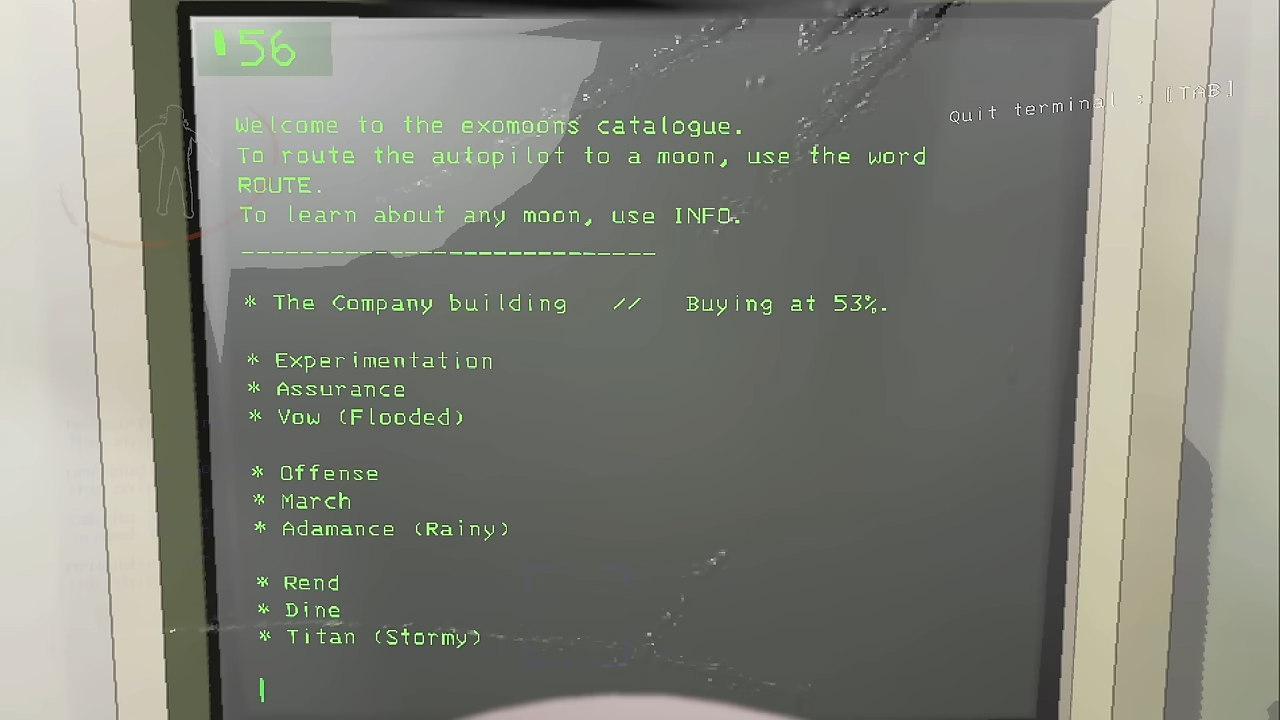 ▮56
Quit terminal : [TAB]
Welcome to the exomoons catalogue.
To route the autopilot to a moon, use the word
ROUTE.
To learn about any moon, use INFO.
----------------------------
* The Company building // Buying at 53%.
* Experimentation
* Assurance
* Vow (Flooded)
* Offense
* March
* Adamance (Rainy)
* Rend
* Dine
* Titan (Stormy)